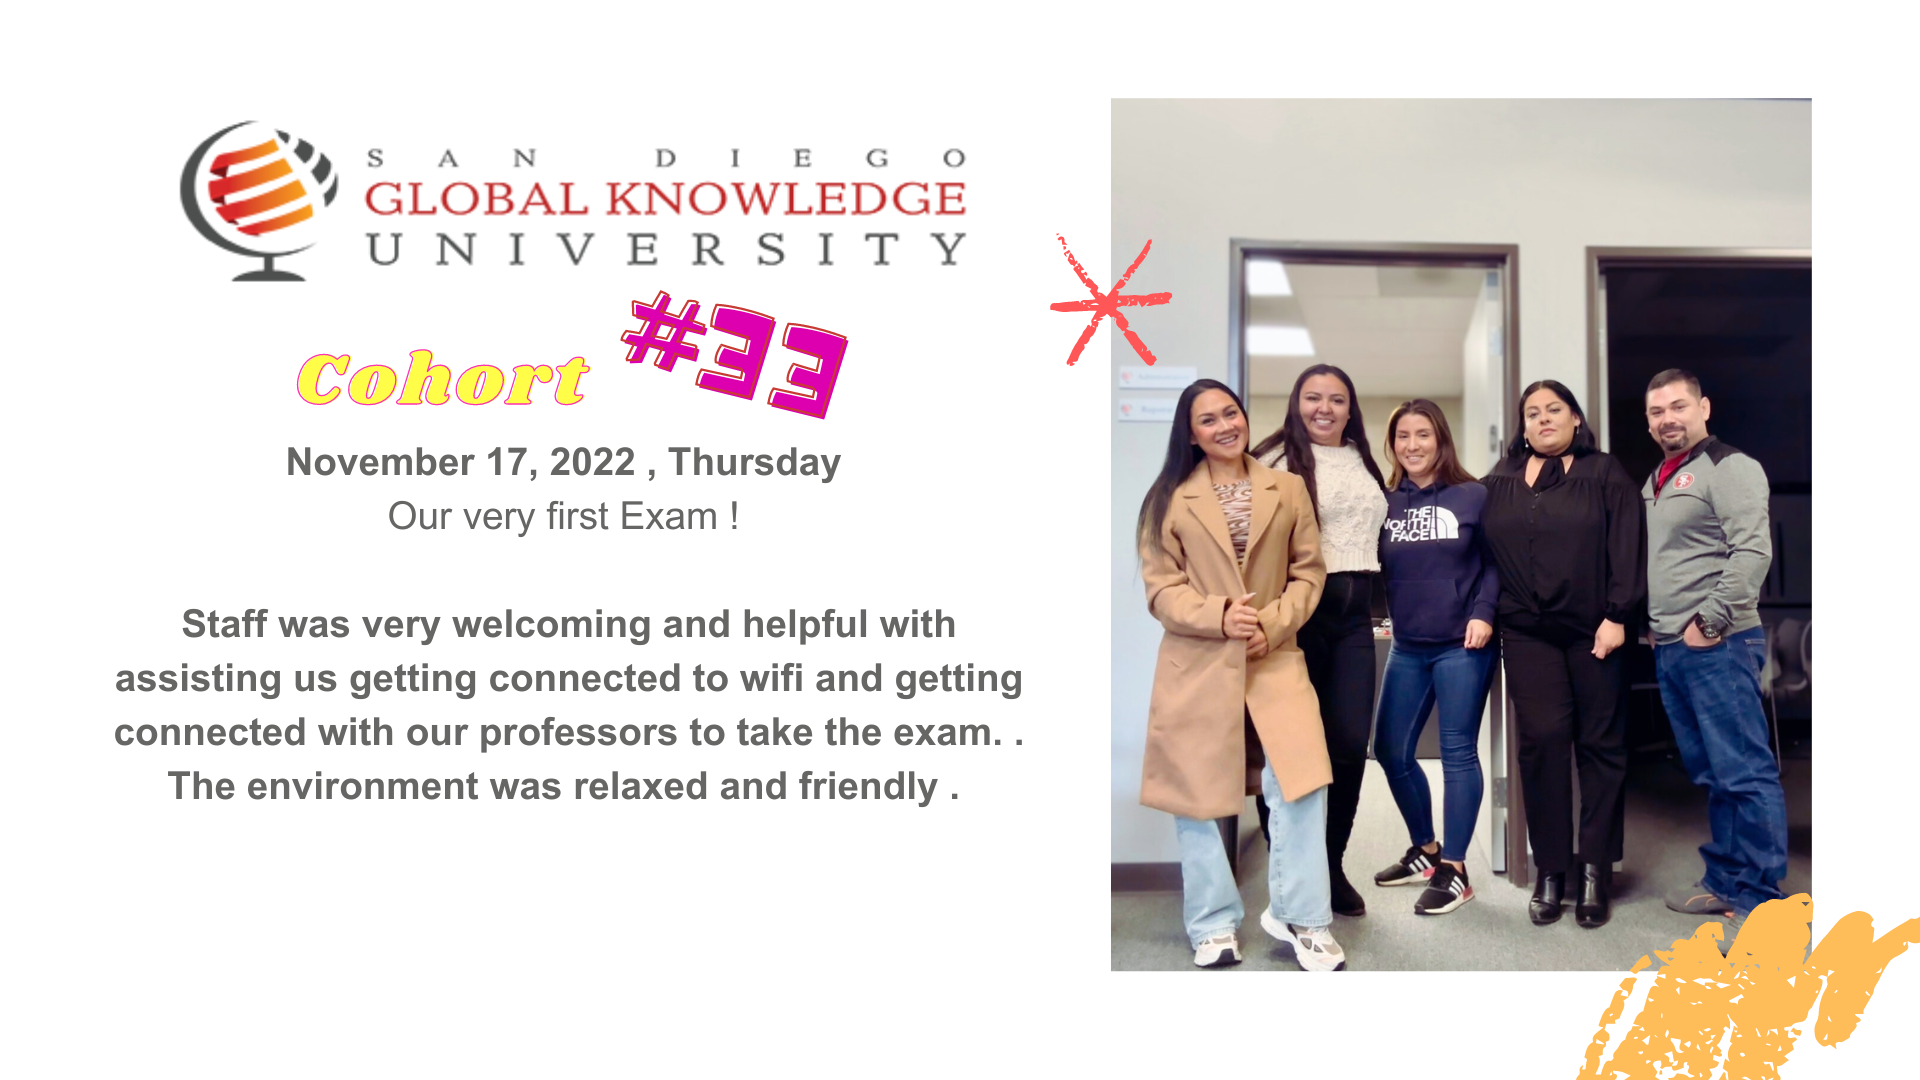 SAN DIEGO
GLOBAL KNOWLEDGE
UNIVERSITY
Cohort #33
November 17, 2022 , Thursday
Our very first Exam !
Staff was very welcoming and helpful with
assisting us getting connected to wifi and getting
connected with our professors to take the exam. .
The environment was relaxed and friendly .
THE
NORTH
FACE